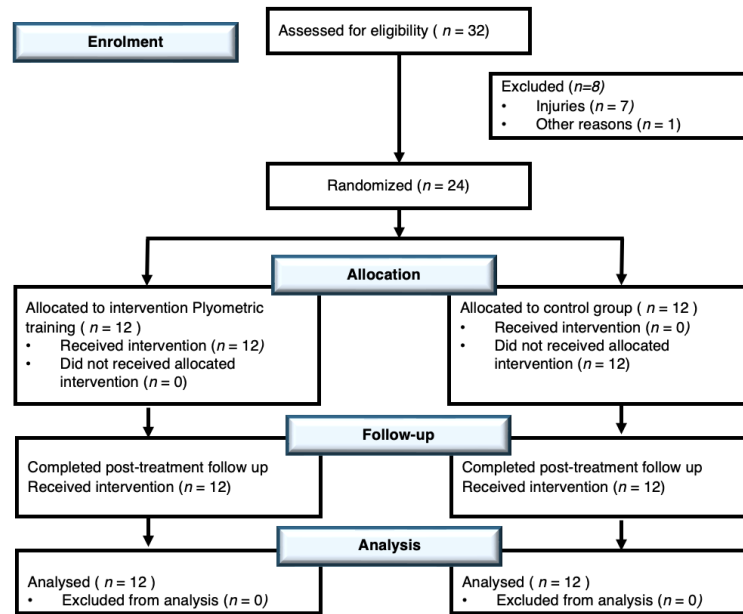 Enrolment
Assessed for eligibility ( n = 32)
Excluded (n=8)
• Injuries (n = 7)
• Other reasons (n = 1)
Randomized (n = 24)
Allocation
Allocated to intervention Plyometric
training ( n = 12 )
• Received intervention (n = 12)
• Did not received allocated
intervention (n = 0)
Allocated to control group ( n = 12 )
• Received intervention (n = 0)
• Did not received allocated
intervention (n = 12)
Follow-up
Completed post-treatment follow up
Received intervention (n = 12)
Completed post-treatment follow up
Received intervention (n = 12)
Analysis
Analysed ( n = 12 )
• Excluded from analysis (n = 0)
Analysed ( n = 12 )
• Excluded from analysis (n = 0)